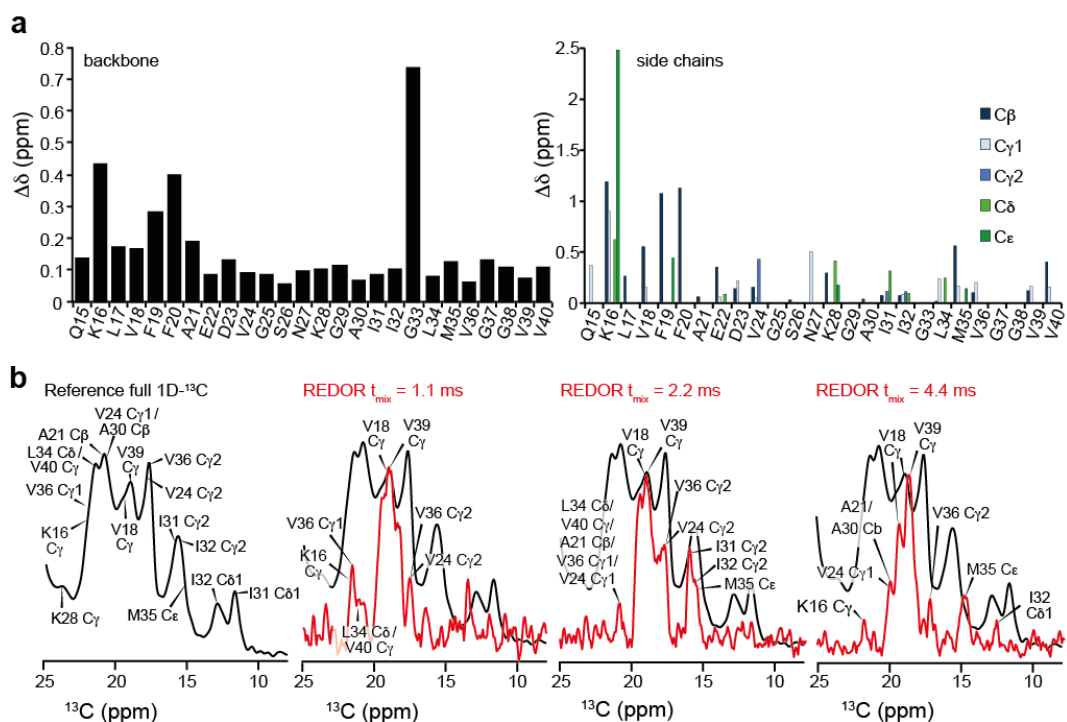 a
backbone
Δδ (ppm)
0.8
0.7
0.6
0.5
0.4
0.3
0.2
0.1
0
Q15 K16 L17 V18 F19 F20 A21 E22 D23 V24 G25 S26 N27 K28 G29 A30 I31 I32 G33 L34 M35 V36 G37 G38 V39 V40
side chains
Δδ (ppm)
2.5
2
1.5
1
0.5
0
Cβ
Cγ1
Cγ2
Cδ
Cε
Q15 K16 L17 V18 F19 F20 A21 E22 D23 V24 G25 S26 N27 K28 G29 A30 I31 I32 G33 L34 M35 V36 G37 G38 V39 V40
b
Reference full 1D-¹³C
V24 Cγ1/
A30 Cβ
A21 Cβ
L34 Cδ/
V40 Cγ
V39
Cγ
V36 Cγ2
V36 Cγ1
V24 Cγ2
K16
Cγ
V18
Cγ
I31 Cγ2
I32 Cγ2
I32 Cδ1
I31 Cδ1
M35 Cε
K28 Cγ
25 20 15 10
¹³C (ppm)
REDOR tmix = 1.1 ms
V18
Cγ
V39
Cγ
V36 Cγ1
V36 Cγ2
K16
Cγ
V24 Cγ2
L34 Cδ/
V40 Cγ
25 20 15 10
¹³C (ppm)
REDOR tmix = 2.2 ms
V18
Cγ
V39
Cγ
V36 Cγ2
L34 Cδ/
V40 Cγ/
A21 Cβ/
V36 Cγ1/
V24 Cγ1
V24 Cγ2
I31 Cγ2
I32 Cγ2
M35 Cε
25 20 15 10
¹³C (ppm)
REDOR tmix = 4.4 ms
V18
Cγ
V39
Cγ
A21/
A30 Cb
V36 Cγ2
V24 Cγ1
M35 Cε
K16 Cγ
I32
Cδ1
25 20 15 10
¹³C (ppm)